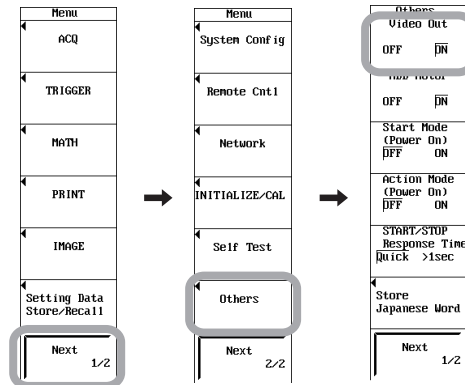 Menu
ACQ
TRIGGER
MATH
PRINT
IMAGE
Setting Data
Store/Recall
Next
1/2
Menu
System Config
Remote Cntl
Network
INITIALIZE/CAL
Self Test
Others
Next
2/2
Others
Video Out
OFF ON
HDD Motor
OFF ON
Start Mode
(Power On)
OFF ON
Action Mode
(Power On)
OFF ON
START/STOP
Response Time
Quick >1sec
Store
Japanese Word
Next
1/2